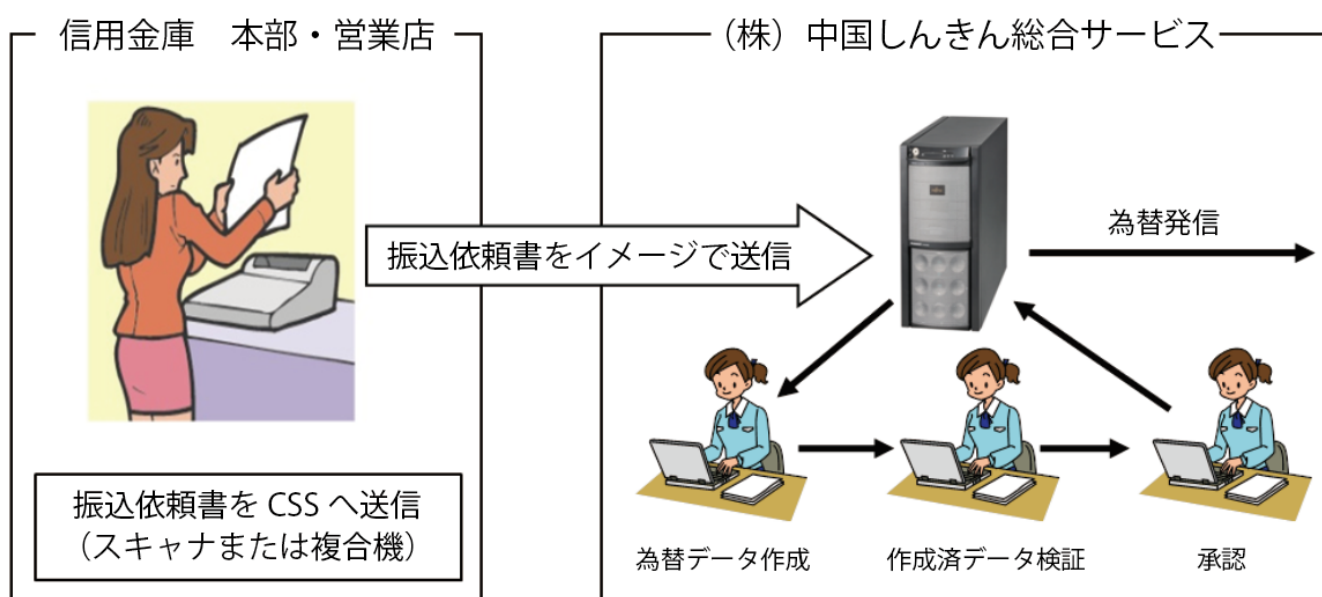 信用金庫　本部・営業店
（株）中国しんきん総合サービス
振込依頼書をイメージで送信
為替発信
振込依頼書を CSS へ送信
（スキャナまたは複合機）
為替データ作成
作成済データ検証
承認